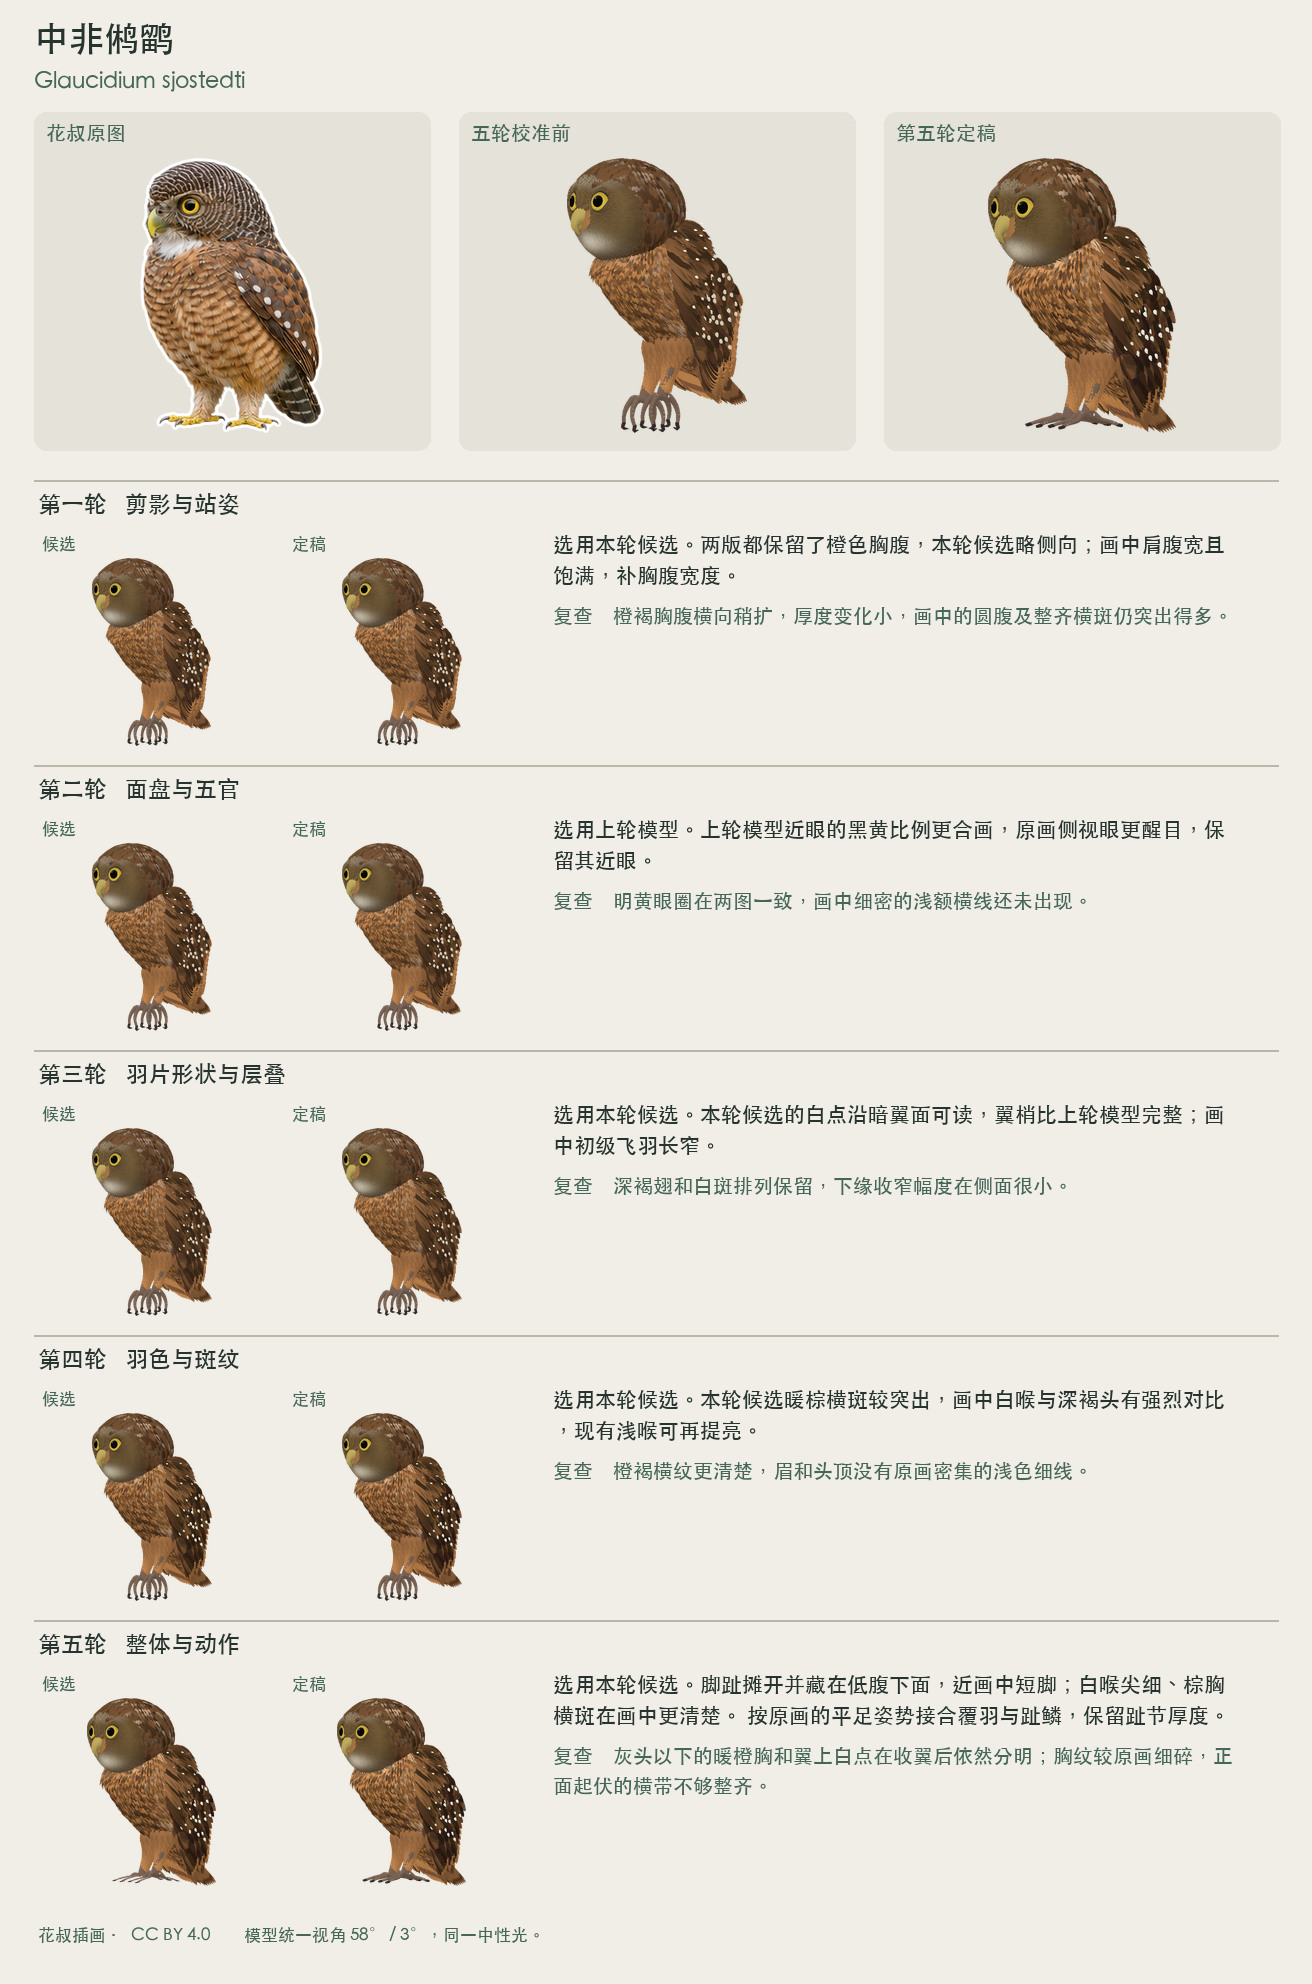 中非鸺鹠
Glaucidium sjostedti
花叔原图
五轮校准前
第五轮定稿
第一轮 剪影与站姿
候选
定稿
选用本轮候选。两版都保留了橙色胸腹，本轮候选略侧向；画中肩腹宽且
饱满，补胸腹宽度。
复查 橙褐胸腹横向稍扩，厚度变化小，画中的圆腹及整齐横斑仍突出得多。
第二轮 面盘与五官
候选
定稿
选用上轮模型。上轮模型近眼的黑黄比例更合画，原画侧视眼更醒目，保
留其近眼。
复查 明黄眼圈在两图一致，画中细密的浅额横线还未出现。
第三轮 羽片形状与层叠
候选
定稿
选用本轮候选。本轮候选的白点沿暗翼面可读，翼梢比上轮模型完整；画
中初级飞羽长窄。
复查 深褐翅和白斑排列保留，下缘收窄幅度在侧面很小。
第四轮 羽色与斑纹
候选
定稿
选用本轮候选。本轮候选暖棕横斑较突出，画中白喉与深褐头有强烈对比
，现有浅喉可再提亮。
复查 橙褐横纹更清楚，眉和头顶没有原画密集的浅色细线。
第五轮 整体与动作
候选
定稿
选用本轮候选。脚趾摊开并藏在低腹下面，近画中短脚；白喉尖细、棕胸
横斑在画中更清楚。 按原画的平足姿势接合覆羽与趾鳞，保留趾节厚度。
复查 灰头以下的暖橙胸和翼上白点在收翼后依然分明；胸纹较原画细碎，正
面起伏的横带不够整齐。
花叔插画 · CC BY 4.0 模型统一视角 58° / 3° ，同一中性光。